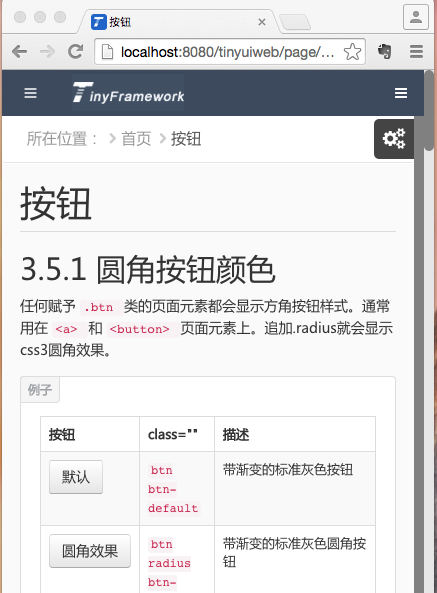 按钮
localhost:8080/tinyuiweb/page/...
TinyFramework
所在位置： > 首页 > 按钮
按钮
3.5.1 圆角按钮颜色
任何赋予 .btn 类的页面元素都会显示方角按钮样式。通常
用在 <a> 和 <button> 页面元素上。追加.radius就会显示
css3圆角效果。
例子
按钮 class="" 描述
默认 btn 带渐变的标准灰色按钮
btn-
default
圆角效果 btn 带渐变的标准灰色圆角按
radius 钮
btn-